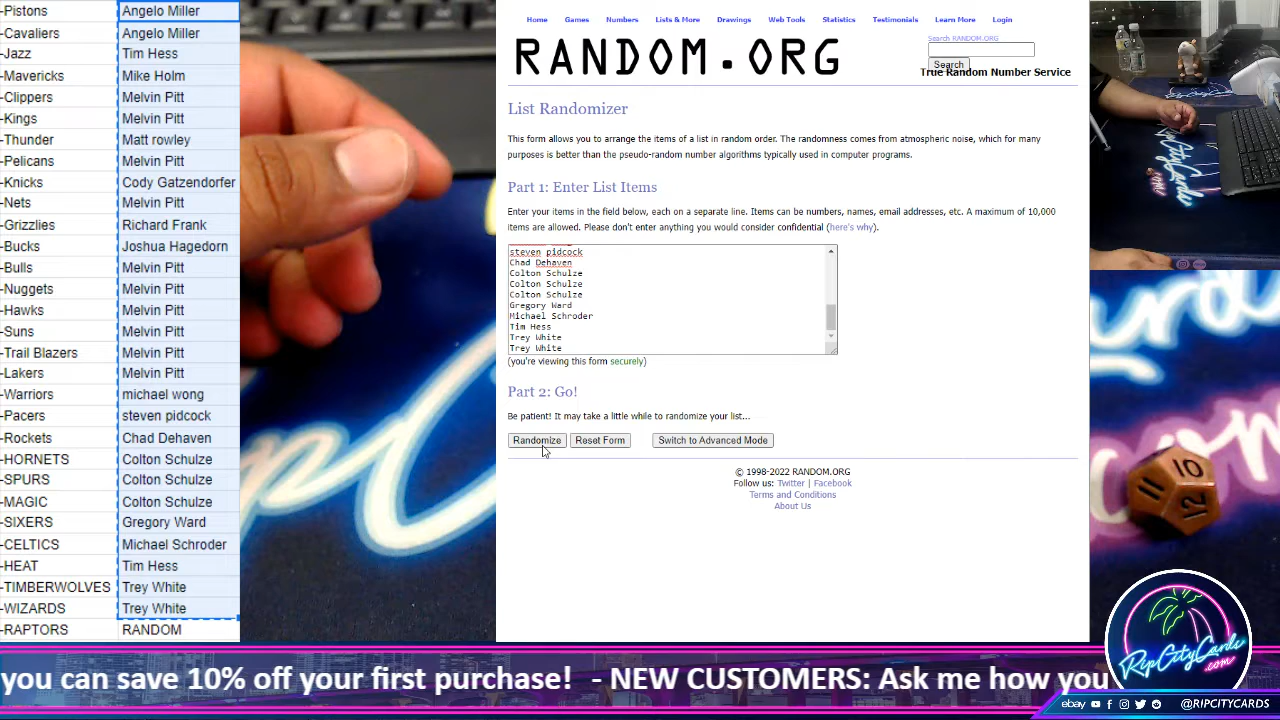 -Pistons Angelo Miller
-Cavaliers Angelo Miller
-Jazz Tim Hess
-Mavericks Mike Holm
-Clippers Melvin Pitt
-Kings Melvin Pitt
-Thunder Matt rowley
-Pelicans Melvin Pitt
-Knicks Cody Gatzendorfer
-Nets Melvin Pitt
-Grizzlies Richard Frank
-Bucks Joshua Hagedorn
-Bulls Melvin Pitt
-Nuggets Melvin Pitt
-Hawks Melvin Pitt
-Suns Melvin Pitt
-Trail Blazers Melvin Pitt
-Lakers Melvin Pitt
-Warriors michael wong
-Pacers steven pidcock
-Rockets Chad Dehaven
-HORNETS Colton Schulze
-SPURS Colton Schulze
-MAGIC Colton Schulze
-SIXERS Gregory Ward
-CELTICS Michael Schroder
-HEAT Tim Hess
-TIMBERWOLVES Trey White
-WIZARDS Trey White
-RAPTORS RANDOM
Home Games Numbers Lists & More Drawings Web Tools Statistics Testimonials Learn More Login
RANDOM.ORG
Search RANDOM.ORG
Search
True Random Number Service
List Randomizer
This form allows you to arrange the items of a list in random order. The randomness comes from atmospheric noise, which for many
purposes is better than the pseudo-random number algorithms typically used in computer programs.
Part 1: Enter List Items
Enter your items in the field below, each on a separate line. Items can be numbers, names, email addresses, etc. A maximum of 10,000
items are allowed. Please don't enter anything you would consider confidential (here's why).
steven pidcock
Chad Dehaven
Colton Schulze
Colton Schulze
Colton Schulze
Gregory Ward
Michael Schroder
Tim Hess
Trey White
Trey White
(you're viewing this form securely)
Part 2: Go!
Be patient! It may take a little while to randomize your list...
Randomize Reset Form Switch to Advanced Mode
© 1998-2022 RANDOM.ORG
Follow us: Twitter | Facebook
Terms and Conditions
About Us
RipCityCards
11 10
12
you can save 10% off your first purchase! - NEW CUSTOMERS: Ask me how you
RipCityCards
.com
ebay @RIPCITYCARDS